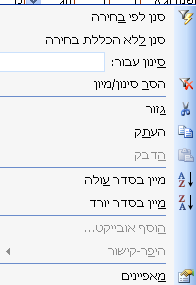 סנן לפי בחירה
סנן ללא הכללת בחירה
סינון עבור:
הסר סינון/מיון
גזור
העתק
הדבק
מיין בסדר עולה
מיין בסדר יורד
הוסף אובייקט...
היפר-קישור
מאפיינים